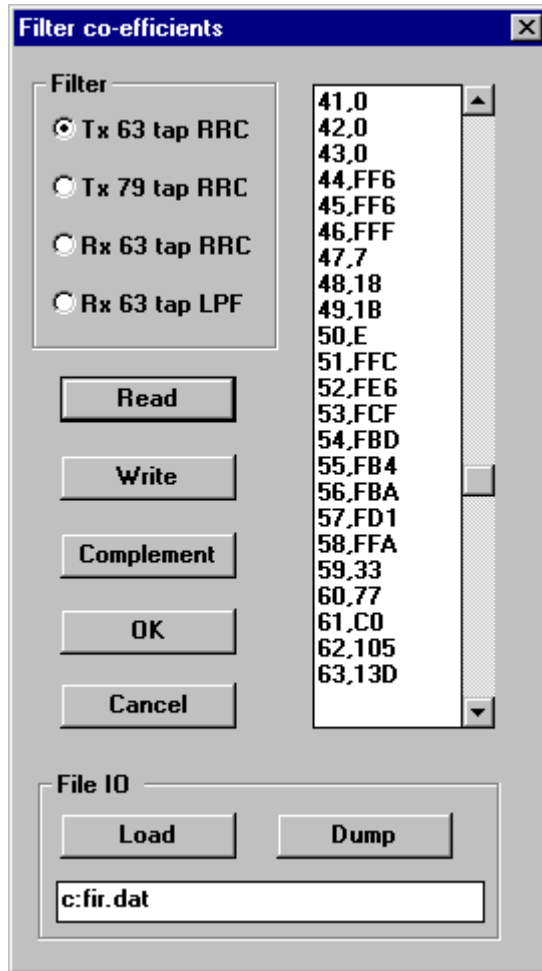 Filter co-efficients
Filter
Tx 63 tap RRC
Tx 79 tap RRC
Rx 63 tap RRC
Rx 63 tap LPF
Read
Write
Complement
OK
Cancel
41,0
42,0
43,0
44,FF6
45,FF6
46,FFF
47,7
48,18
49,1B
50,E
51,FFC
52,FE6
53,FCF
54,FBD
55,FB4
56,FBA
57,FD1
58,FFA
59,33
60,77
61,C0
62,105
63,13D
File IO
Load
Dump
c:fir.dat